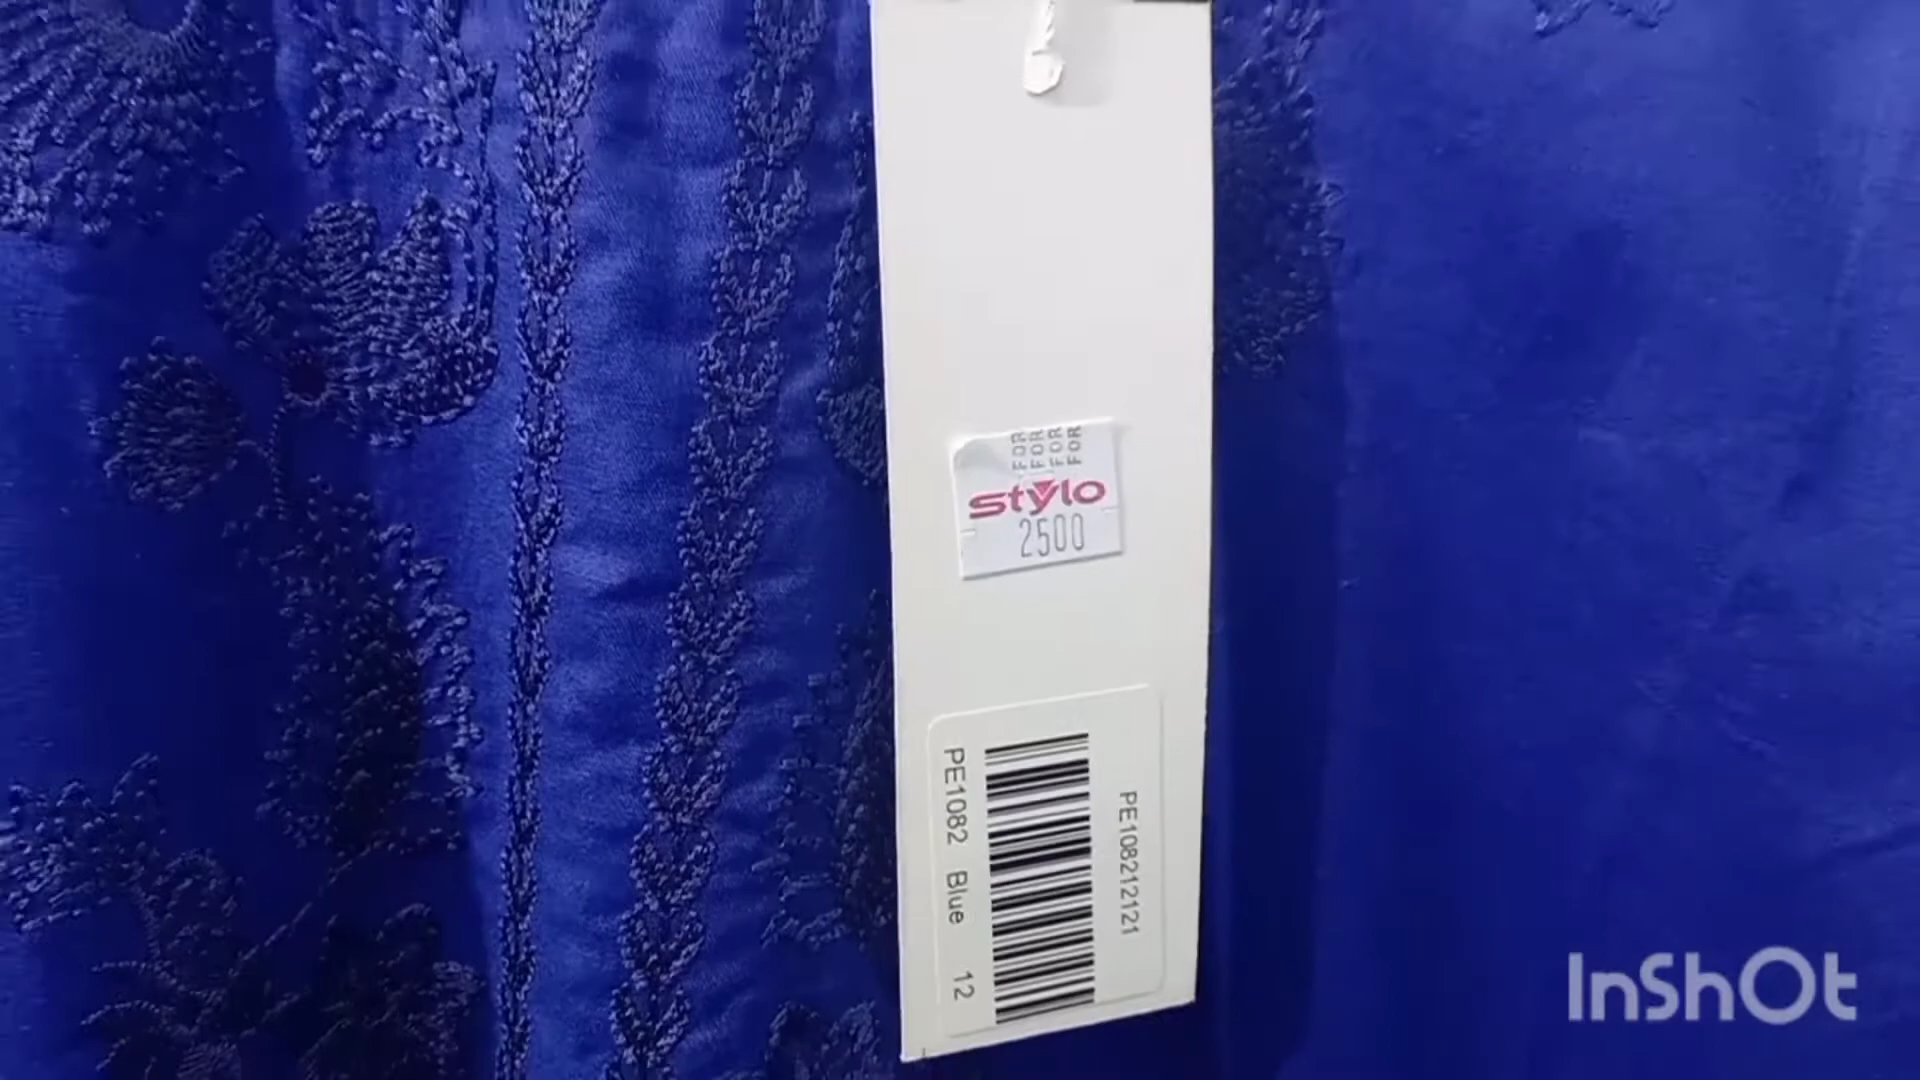 FOR
FOR
FOR
FOR
stylo
2500
PE108212121
PE1082 Blue 12
InShOt